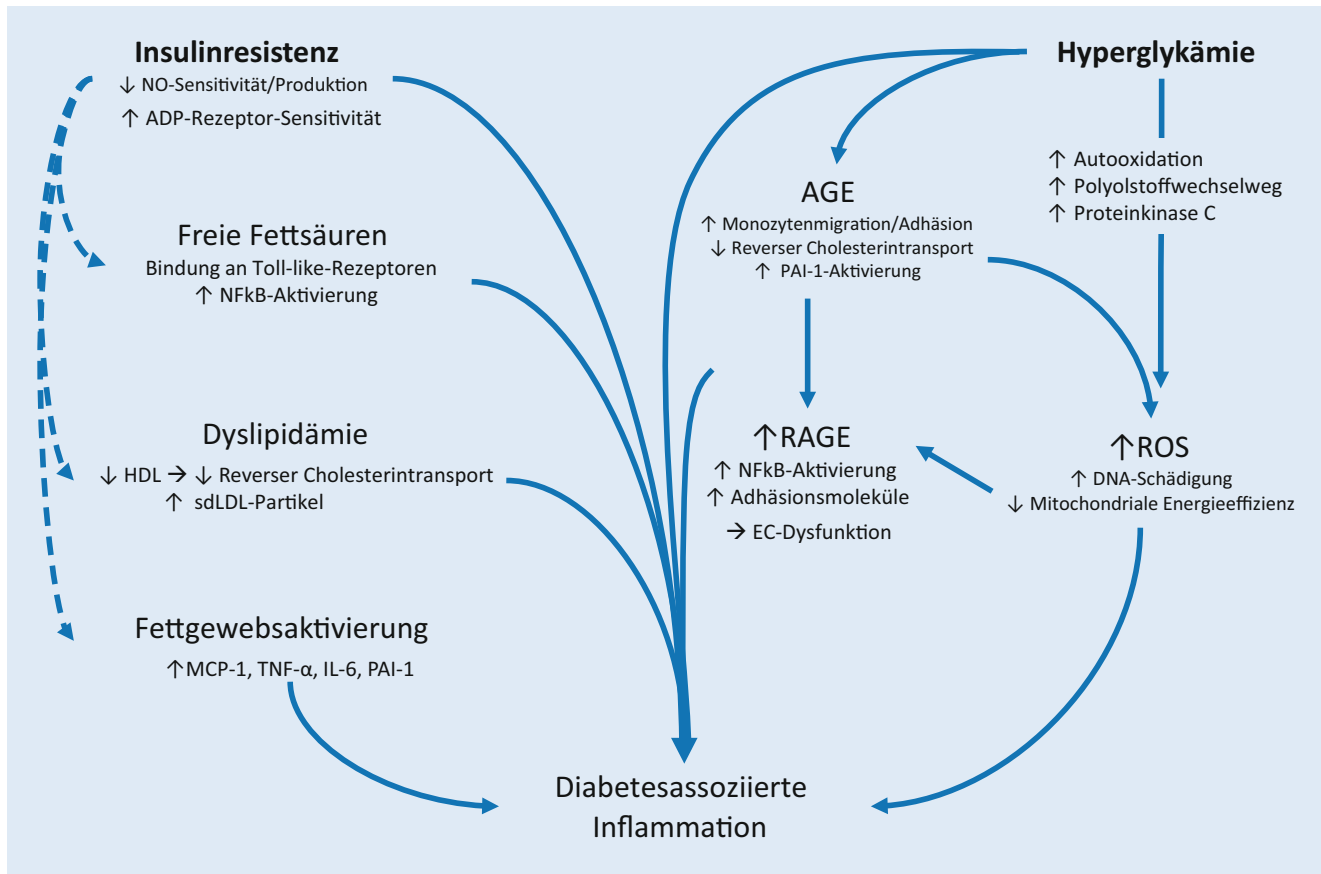 Insulinresistenz
↓ NO-Sensitivität/Produktion
↑ ADP-Rezeptor-Sensitivität
Freie Fettsäuren
Bindung an Toll-like-Rezeptoren
↑ NFkB-Aktivierung
Dyslipidämie
↓ HDL → ↓ Reverser Cholesterintransport
↑ sdLDL-Partikel
Fettgewebsaktivierung
↑MCP-1, TNF-α, IL-6, PAI-1
Hyperglykämie
↑ Autooxidation
↑ Polyolstoffwechselweg
↑ Proteinkinase C
AGE
↑ Monozytenmigration/Adhäsion
↓ Reverser Cholesterintransport
↑ PAI-1-Aktivierung
↑RAGE
↑ NFkB-Aktivierung
↑ Adhäsionsmoleküle
→ EC-Dysfunktion
↑ROS
↑ DNA-Schädigung
↓ Mitochondriale Energieeffizienz
Diabetesassoziierte
Inflammation